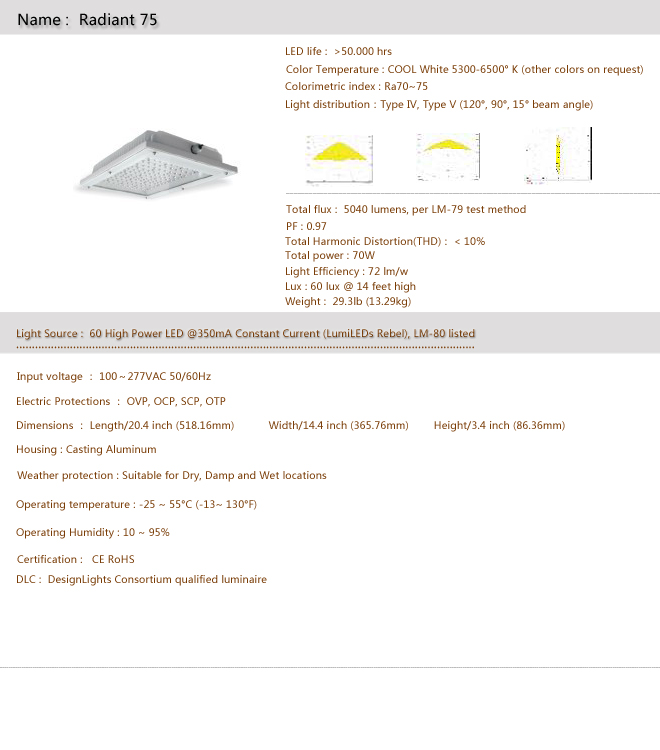 Name :  Radiant 75
LED life :  >50.000 hrs
Color Temperature : COOL White 5300-6500° K (other colors on request)
Colorimetric index : Ra70~75
Light distribution : Type IV, Type V (120°, 90°, 15° beam angle)
Total flux :  5040 lumens, per LM-79 test method
PF : 0.97
Total Harmonic Distortion(THD) :  < 10%
Total power : 70W
Light Efficiency : 72 lm/w
Lux : 60 lux @ 14 feet high
Weight :  29.3lb (13.29kg)
Light Source :  60 High Power LED @350mA Constant Current (LumiLEDs Rebel), LM-80 listed
Input voltage  :  100 ~ 277VAC 50/60Hz
Electric Protections  :  OVP, OCP, SCP, OTP
Dimensions  :  Length/20.4 inch (518.16mm)  Width/14.4 inch (365.76mm)  Height/3.4 inch (86.36mm)
Housing : Casting Aluminum
Weather protection : Suitable for Dry, Damp and Wet locations
Operating temperature : -25 ~ 55°C (-13~ 130°F)
Operating Humidity : 10 ~ 95%
Certification :   CE RoHS
DLC :  DesignLights Consortium qualified luminaire